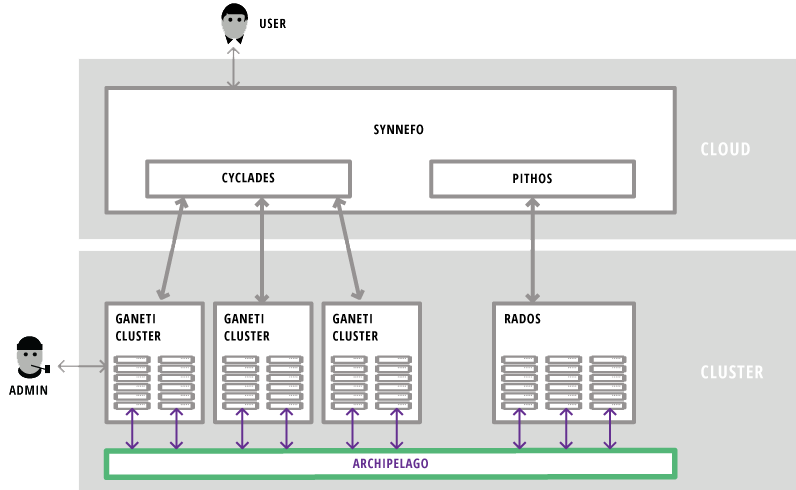 USER
SYNNEFO
CLOUD
CYCLADES
PITHOS
GANETI
CLUSTER
GANETI
CLUSTER
GANETI
CLUSTER
RADOS
CLUSTER
ADMIN
ARCHIPELAGO